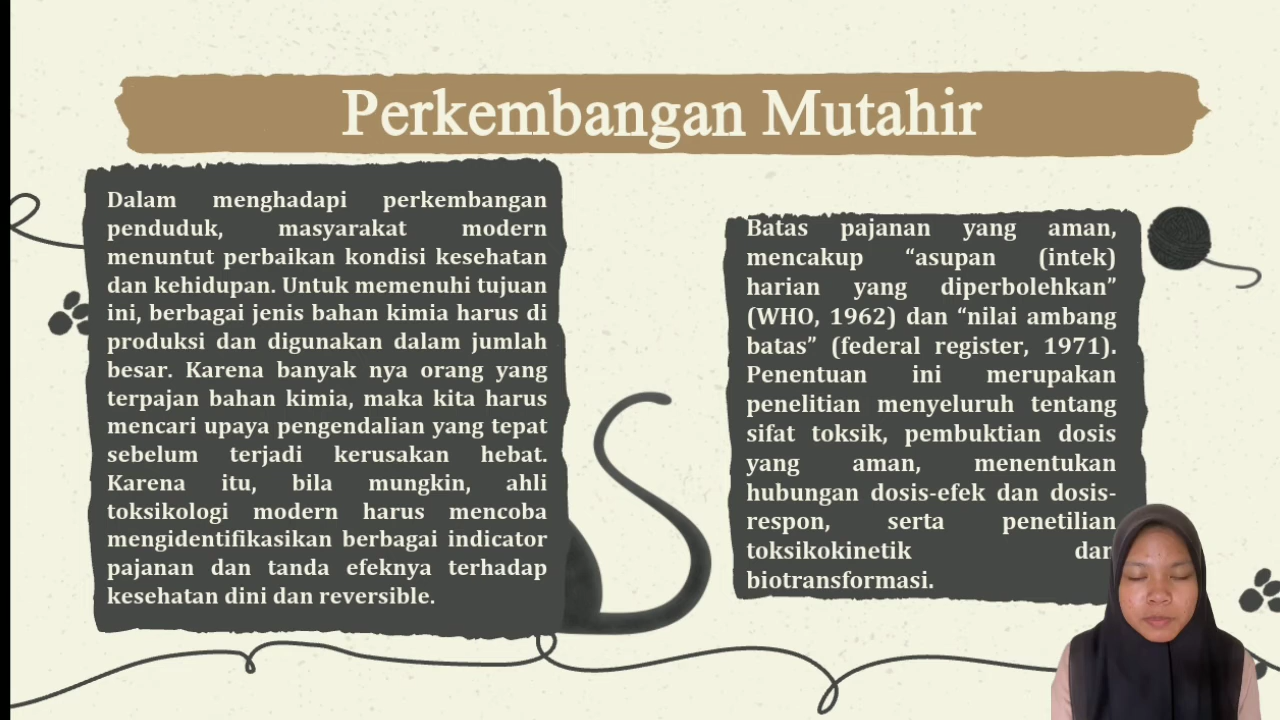 Perkembangan Mutahir
Dalam menghadapi perkembangan
penduduk, masyarakat modern
menuntut perbaikan kondisi kesehatan
dan kehidupan. Untuk memenuhi tujuan
ini, berbagai jenis bahan kimia harus di
produksi dan digunakan dalam jumlah
besar. Karena banyak nya orang yang
terpajan bahan kimia, maka kita harus
mencari upaya pengendalian yang tepat
sebelum terjadi kerusakan hebat.
Karena itu, bila mungkin, ahli
toksikologi modern harus mencoba
mengidentifikasikan berbagai indicator
pajanan dan tanda efeknya terhadap
kesehatan dini dan reversible.
Batas pajanan yang aman,
mencakup “asupan (intek)
harian yang diperbolehkan”
(WHO, 1962) dan “nilai ambang
batas” (federal register, 1971).
Penentuan ini merupakan
penelitian menyeluruh tentang
sifat toksik, pembuktian dosis
yang aman, menentukan
hubungan dosis-efek dan dosis-
respon, serta penetilian
toksikokinetik dan
biotransformasi.